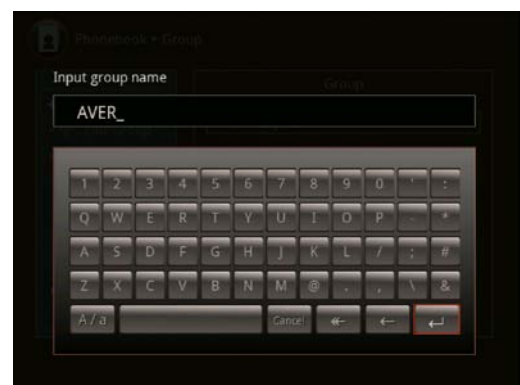 Phonebook • Group
Input group name
Group
AVER_
1 2 3 4 5 6 7 8 9 0 ' :
Q W E R T Y U I O P - *
A S D F G H J K L / ; #
Z X C V B N M @ . , \ &
A / a Cancel